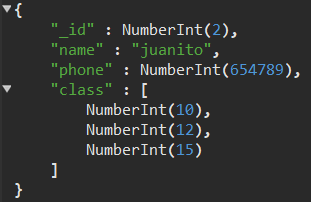 {
"_id" : NumberInt(2),
"name" : "juanito",
"phone" : NumberInt(654789),
"class" : [
NumberInt(10),
NumberInt(12),
NumberInt(15)
]
}